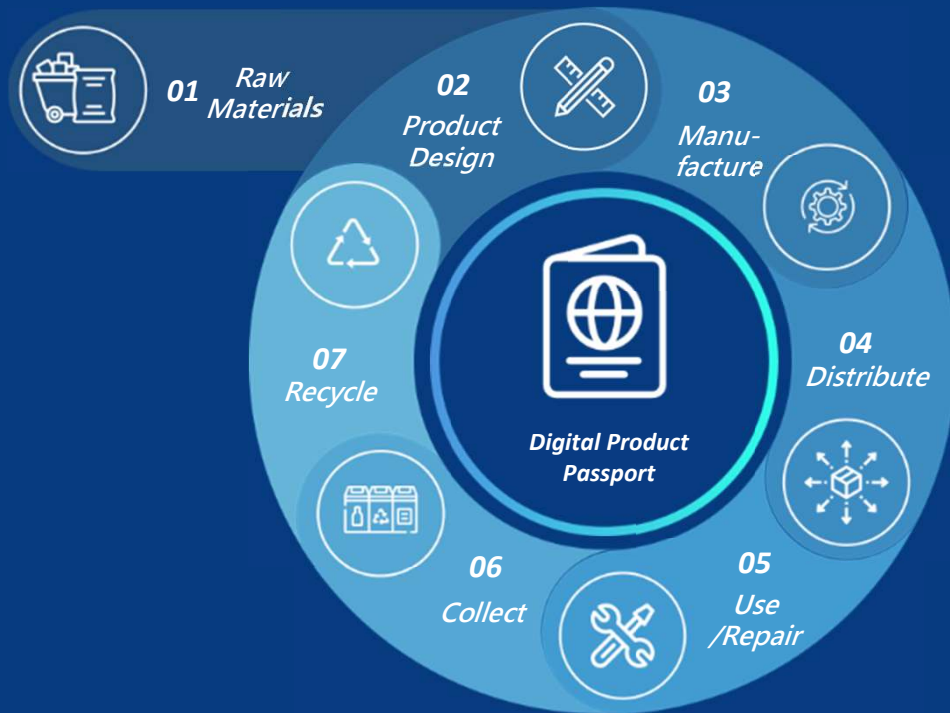 01
Raw
Materials
02
Product
Design
03
Manu-
facture
04
Distribute
05
Use
/Repair
06
Collect
07
Recycle
Digital Product
Passport